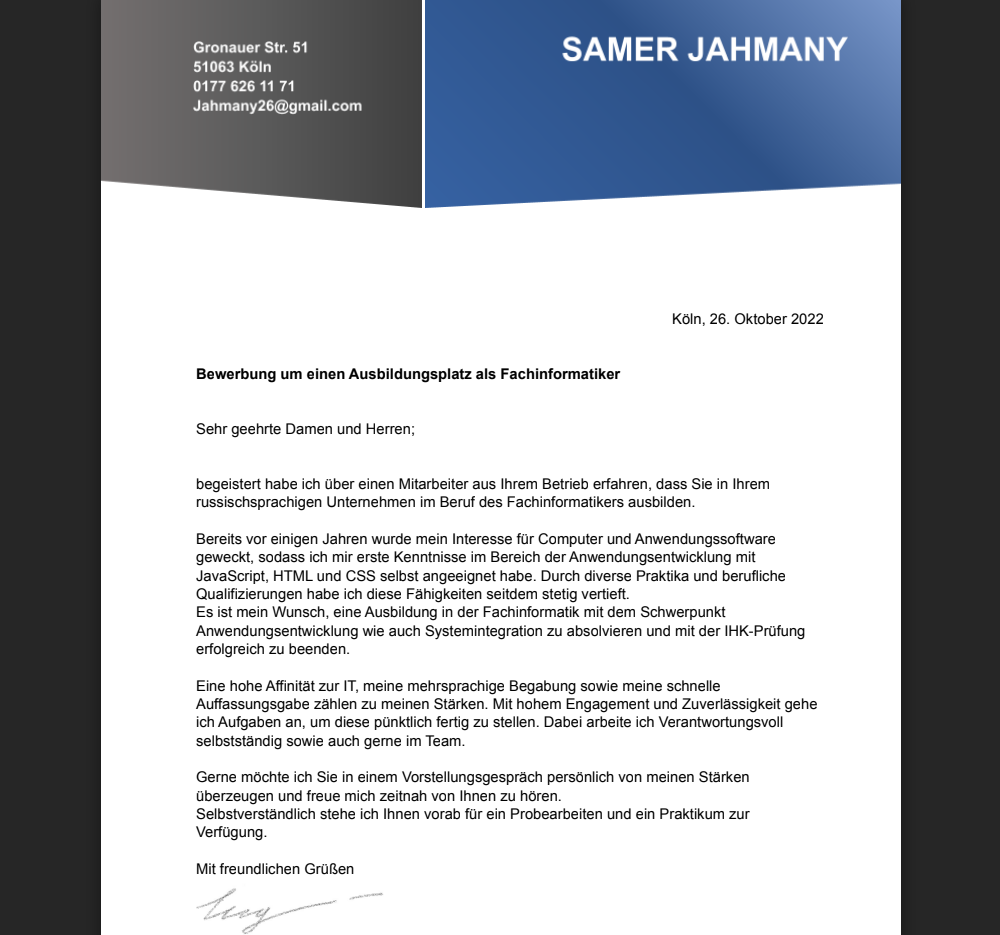 Gronauer Str. 51
51063 Köln
0177 626 11 71
Jahmany26@gmail.com
SAMER JAHMANY
Köln, 26. Oktober 2022
Bewerbung um einen Ausbildungsplatz als Fachinformatiker
Sehr geehrte Damen und Herren;
begeistert habe ich über einen Mitarbeiter aus Ihrem Betrieb erfahren, dass Sie in Ihrem
russischsprachigen Unternehmen im Beruf des Fachinformatikers ausbilden.
Bereits vor einigen Jahren wurde mein Interesse für Computer und Anwendungssoftware
geweckt, sodass ich mir erste Kenntnisse im Bereich der Anwendungsentwicklung mit
JavaScript, HTML und CSS selbst angeeignet habe. Durch diverse Praktika und berufliche
Qualifizierungen habe ich diese Fähigkeiten seitdem stetig vertieft.
Es ist mein Wunsch, eine Ausbildung in der Fachinformatik mit dem Schwerpunkt
Anwendungsentwicklung wie auch Systemintegration zu absolvieren und mit der IHK-Prüfung
erfolgreich zu beenden.
Eine hohe Affinität zur IT, meine mehrsprachige Begabung sowie meine schnelle
Auffassungsgabe zählen zu meinen Stärken. Mit hohem Engagement und Zuverlässigkeit gehe
ich Aufgaben an, um diese pünktlich fertig zu stellen. Dabei arbeite ich Verantwortungsvoll
selbstständig sowie auch gerne im Team.
Gerne möchte ich Sie in einem Vorstellungsgespräch persönlich von meinen Stärken
überzeugen und freue mich zeitnah von Ihnen zu hören.
Selbstverständlich stehe ich Ihnen vorab für ein Probearbeiten und ein Praktikum zur
Verfügung.
Mit freundlichen Grüßen